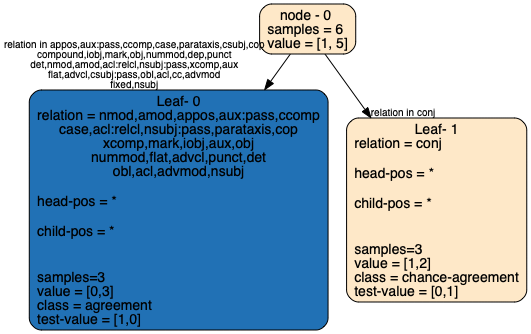 node - 0
samples = 6
value = [1, 5]
relation in appos,aux:pass,ccomp,case,parataxis,csubj,cop
compound,iobj,mark,obj,nummod,dep,punct
det,nmod,amod,acl:relcl,nsubj:pass,xcomp,aux
flat,advcl,csubj:pass,obl,acl,cc,advmod
fixed,nsubj
relation in conj
Leaf- 0
relation = nmod,amod,appos,aux:pass,ccomp
case,acl:relcl,nsubj:pass,parataxis,cop
xcomp,mark,iobj,aux,obj
nummod,flat,advcl,punct,det
obl,acl,advmod,nsubj
head-pos = *
child-pos = *
samples=3
value = [0,3]
class = agreement
test-value = [1,0]
Leaf- 1
relation = conj
head-pos = *
child-pos = *
samples=3
value = [1,2]
class = chance-agreement
test-value = [0,1]